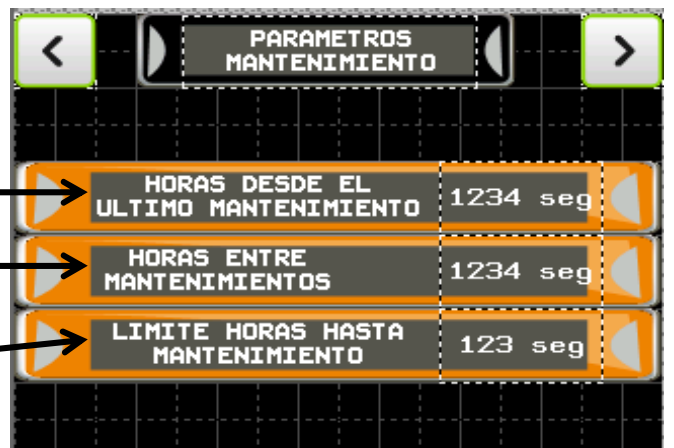 PARAMETROS
MANTENIMIENTO
HORAS DESDE EL
ULTIMO MANTENIMIENTO
1234 seg
HORAS ENTRE
MANTENIMIENTOS
1234 seg
LIMITE HORAS HASTA
MANTENIMIENTO
123 seg